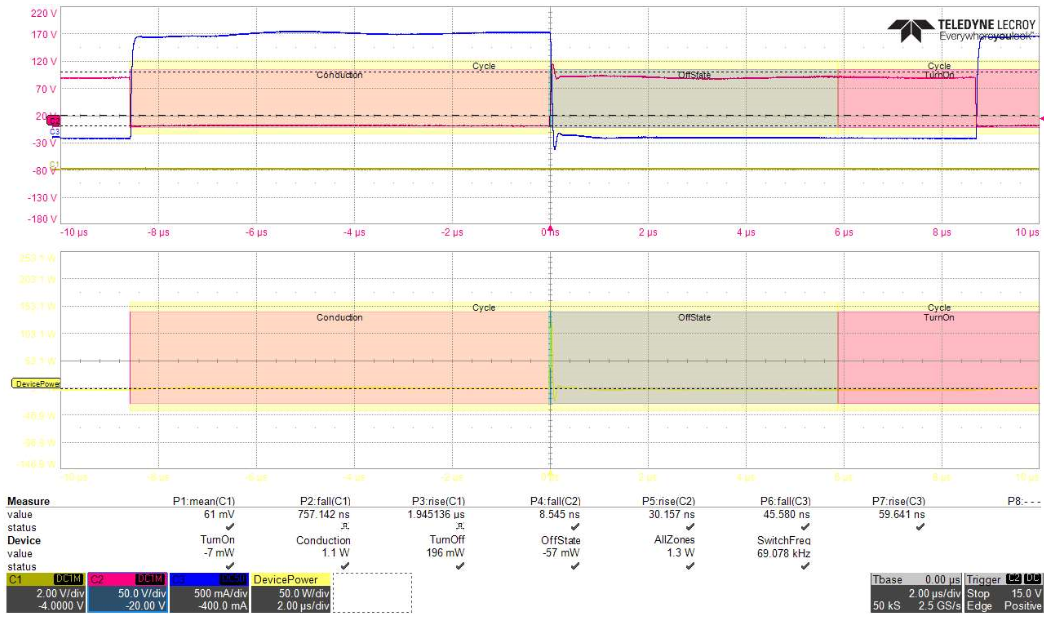 220 V
170 V
TELEDYNE LECROY
Everywhereyoulook™
120 V
Cycle
Cycle
Conduction
OffState
TurnOn
70 V
20
C3
-30 V
C1
-80 V
-130 V
-180 V
-10 µs -8 µs -6 µs -4 µs -2 µs 0 ns 2 µs 4 µs 6 µs 8 µs 10 µs
Cycle
Cycle
Conduction
OffState
TurnOn
DevicePower
Measure P1:mean(C1) P2:fall(C1) P3:rise(C1) P4:fall(C2) P5:rise(C2) P6:fall(C3) P7:rise(C3) P8:- - -
value 61 mV 757.142 ns 1.945136 µs 8.545 ns 30.157 ns 45.580 ns 59.641 ns
status
Device TurnOn Conduction TurnOff OffState AllZones SwitchFreq
value -7 mW 1.1 W 196 mW -57 mW 1.3 W 69.078 kHz
status
C1 DC1M C2 DC1M C3 DevicePower Tbase 0.00 µs Trigger C2 DC
2.00 V/div 50.0 V/div 500 mA/div 50.0 W/div 2.00 µs/div Stop 15.0 V
-4.0000 V -20.00 V -400.0 mA 2.00 µs/div 50 kS 2.5 GS/s Edge Positive